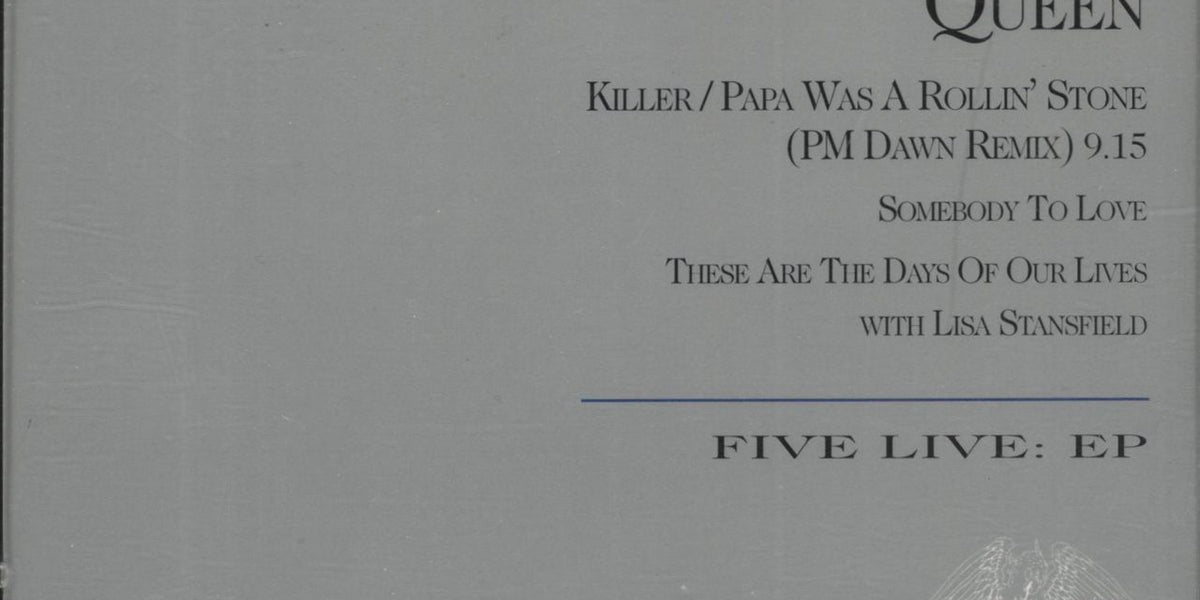 QUEEN
KILLER / PAPA WAS A ROLLIN' STONE
(PM DAWN REMIX) 9.15
SOMEBODY TO LOVE
THESE ARE THE DAYS OF OUR LIVES
WITH LISA STANSFIELD
FIVE LIVE: EP